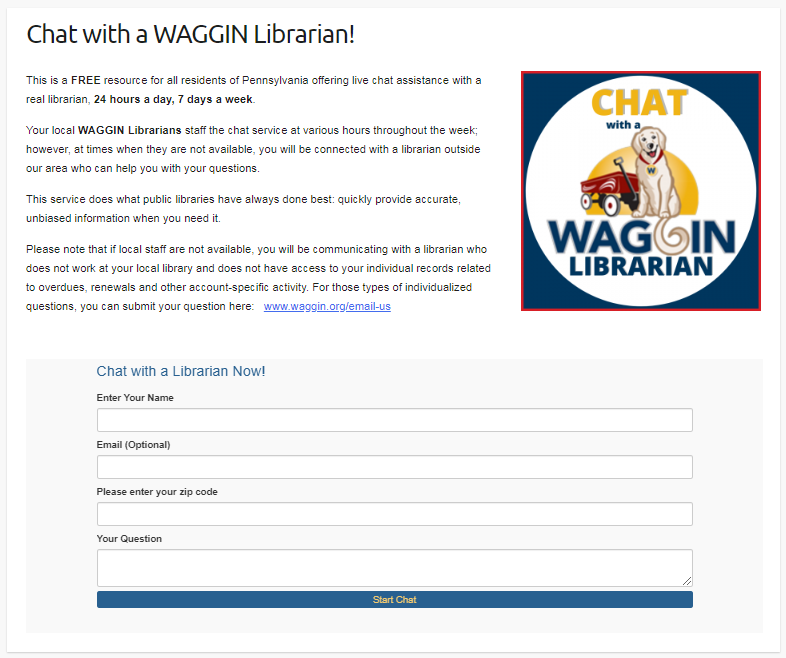 Chat with a WAGGIN Librarian!
This is a FREE resource for all residents of Pennsylvania offering live chat assistance with a
real librarian, 24 hours a day, 7 days a week.
Your local WAGGIN Librarians staff the chat service at various hours throughout the week;
however, at times when they are not available, you will be connected with a librarian outside
our area who can help you with your questions.
This service does what public libraries have always done best: quickly provide accurate,
unbiased information when you need it.
Please note that if local staff are not available, you will be communicating with a librarian who
does not work at your local library and does not have access to your individual records related
to overdues, renewals and other account-specific activity. For those types of individualized
questions, you can submit your question here: www.waggin.org/email-us
CHAT
with a
W
WAGGIN
LIBRARIAN
Chat with a Librarian Now!
Enter Your Name
Email (Optional)
Please enter your zip code
Your Question
Start Chat